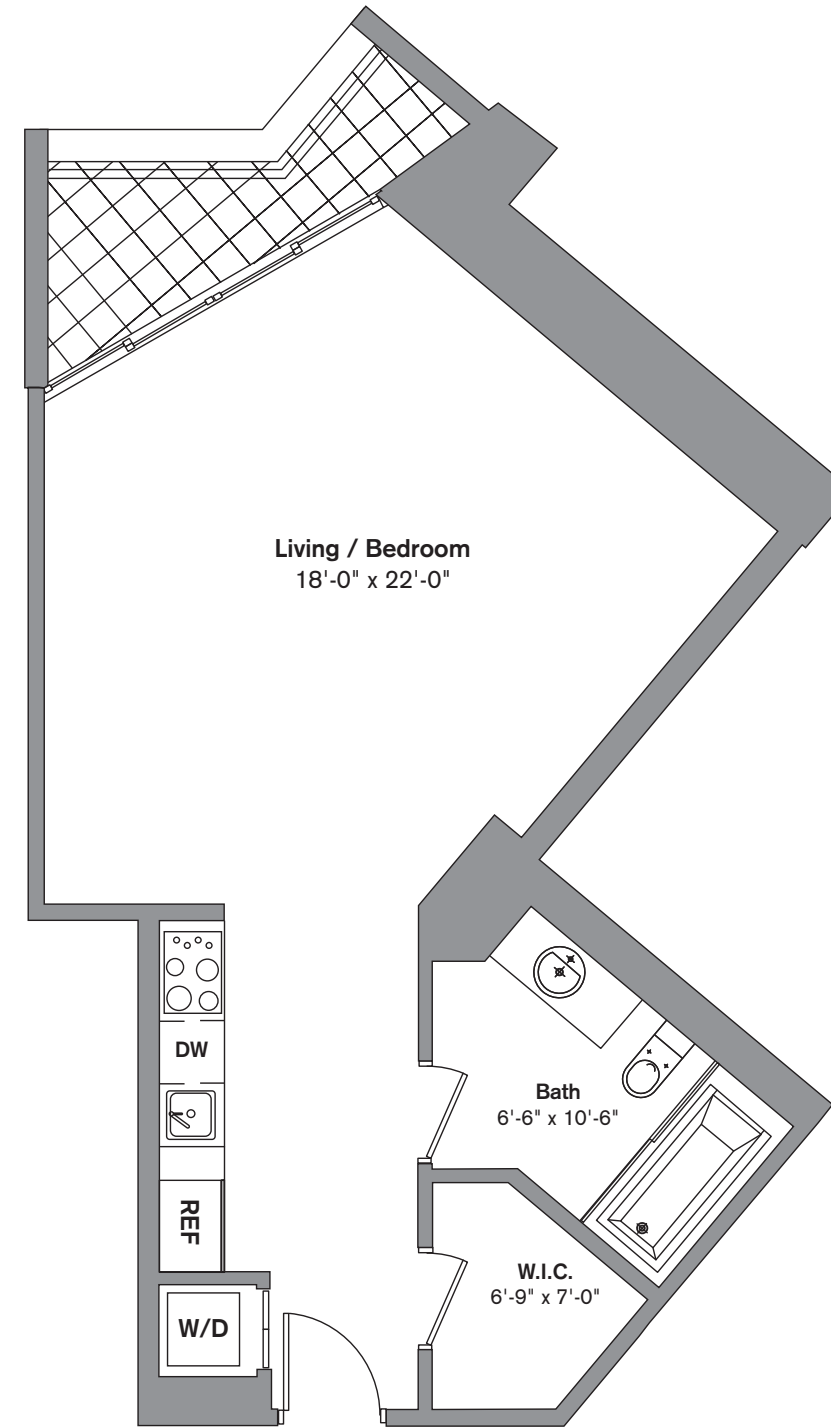 Living / Bedroom
18'-0" x 22'-0"
DW
Bath
6'-6" x 10'-6"
REF
W.I.C.
6'-9" x 7'-0"
W/D